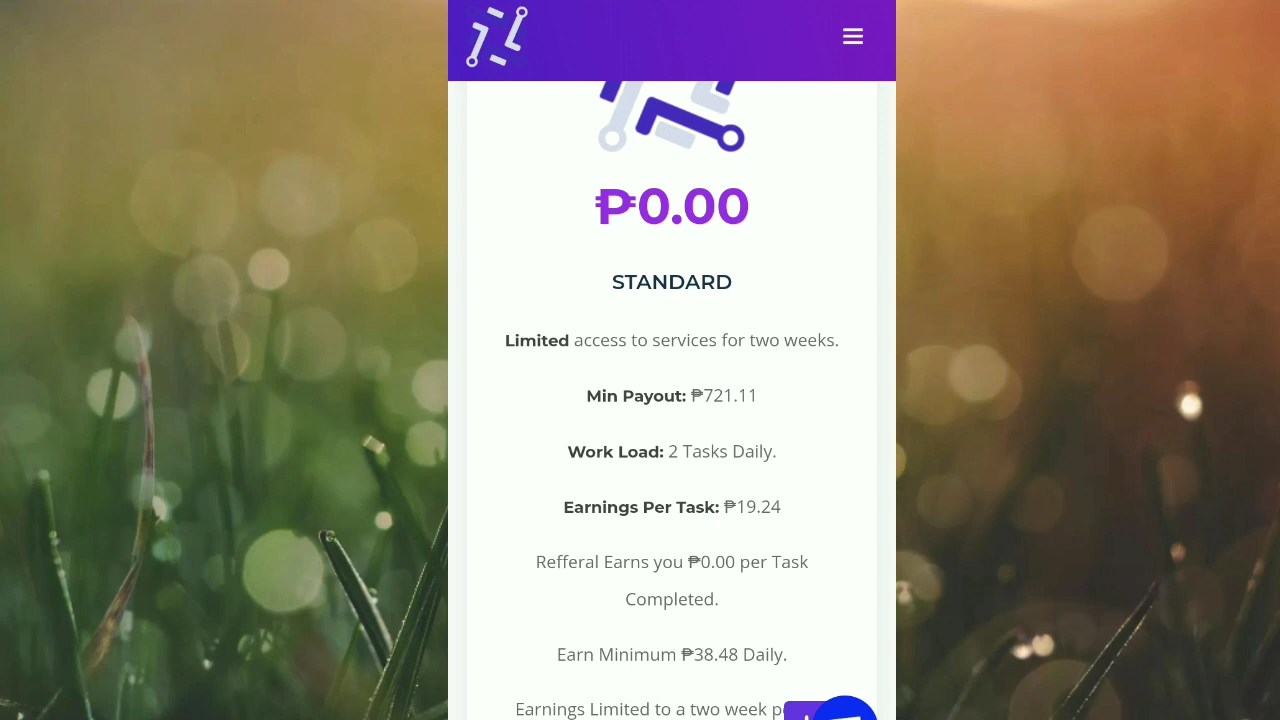 ₱0.00
STANDARD
Limited access to services for two weeks.
Min Payout: ₱721.11
Work Load: 2 Tasks Daily.
Earnings Per Task: ₱19.24
Refferal Earns you ₱0.00 per Task
Completed.
Earn Minimum ₱38.48 Daily.
Earnings Limited to a two week